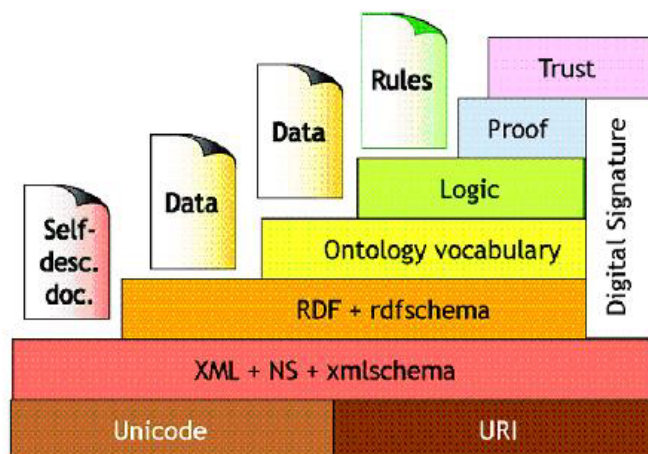 Trust
Rules
Proof
Data
Logic
Digital Signature
Data
Ontology vocabulary
Self-
desc.
doc.
RDF + rdfschema
XML + NS + xmlschema
Unicode
URI